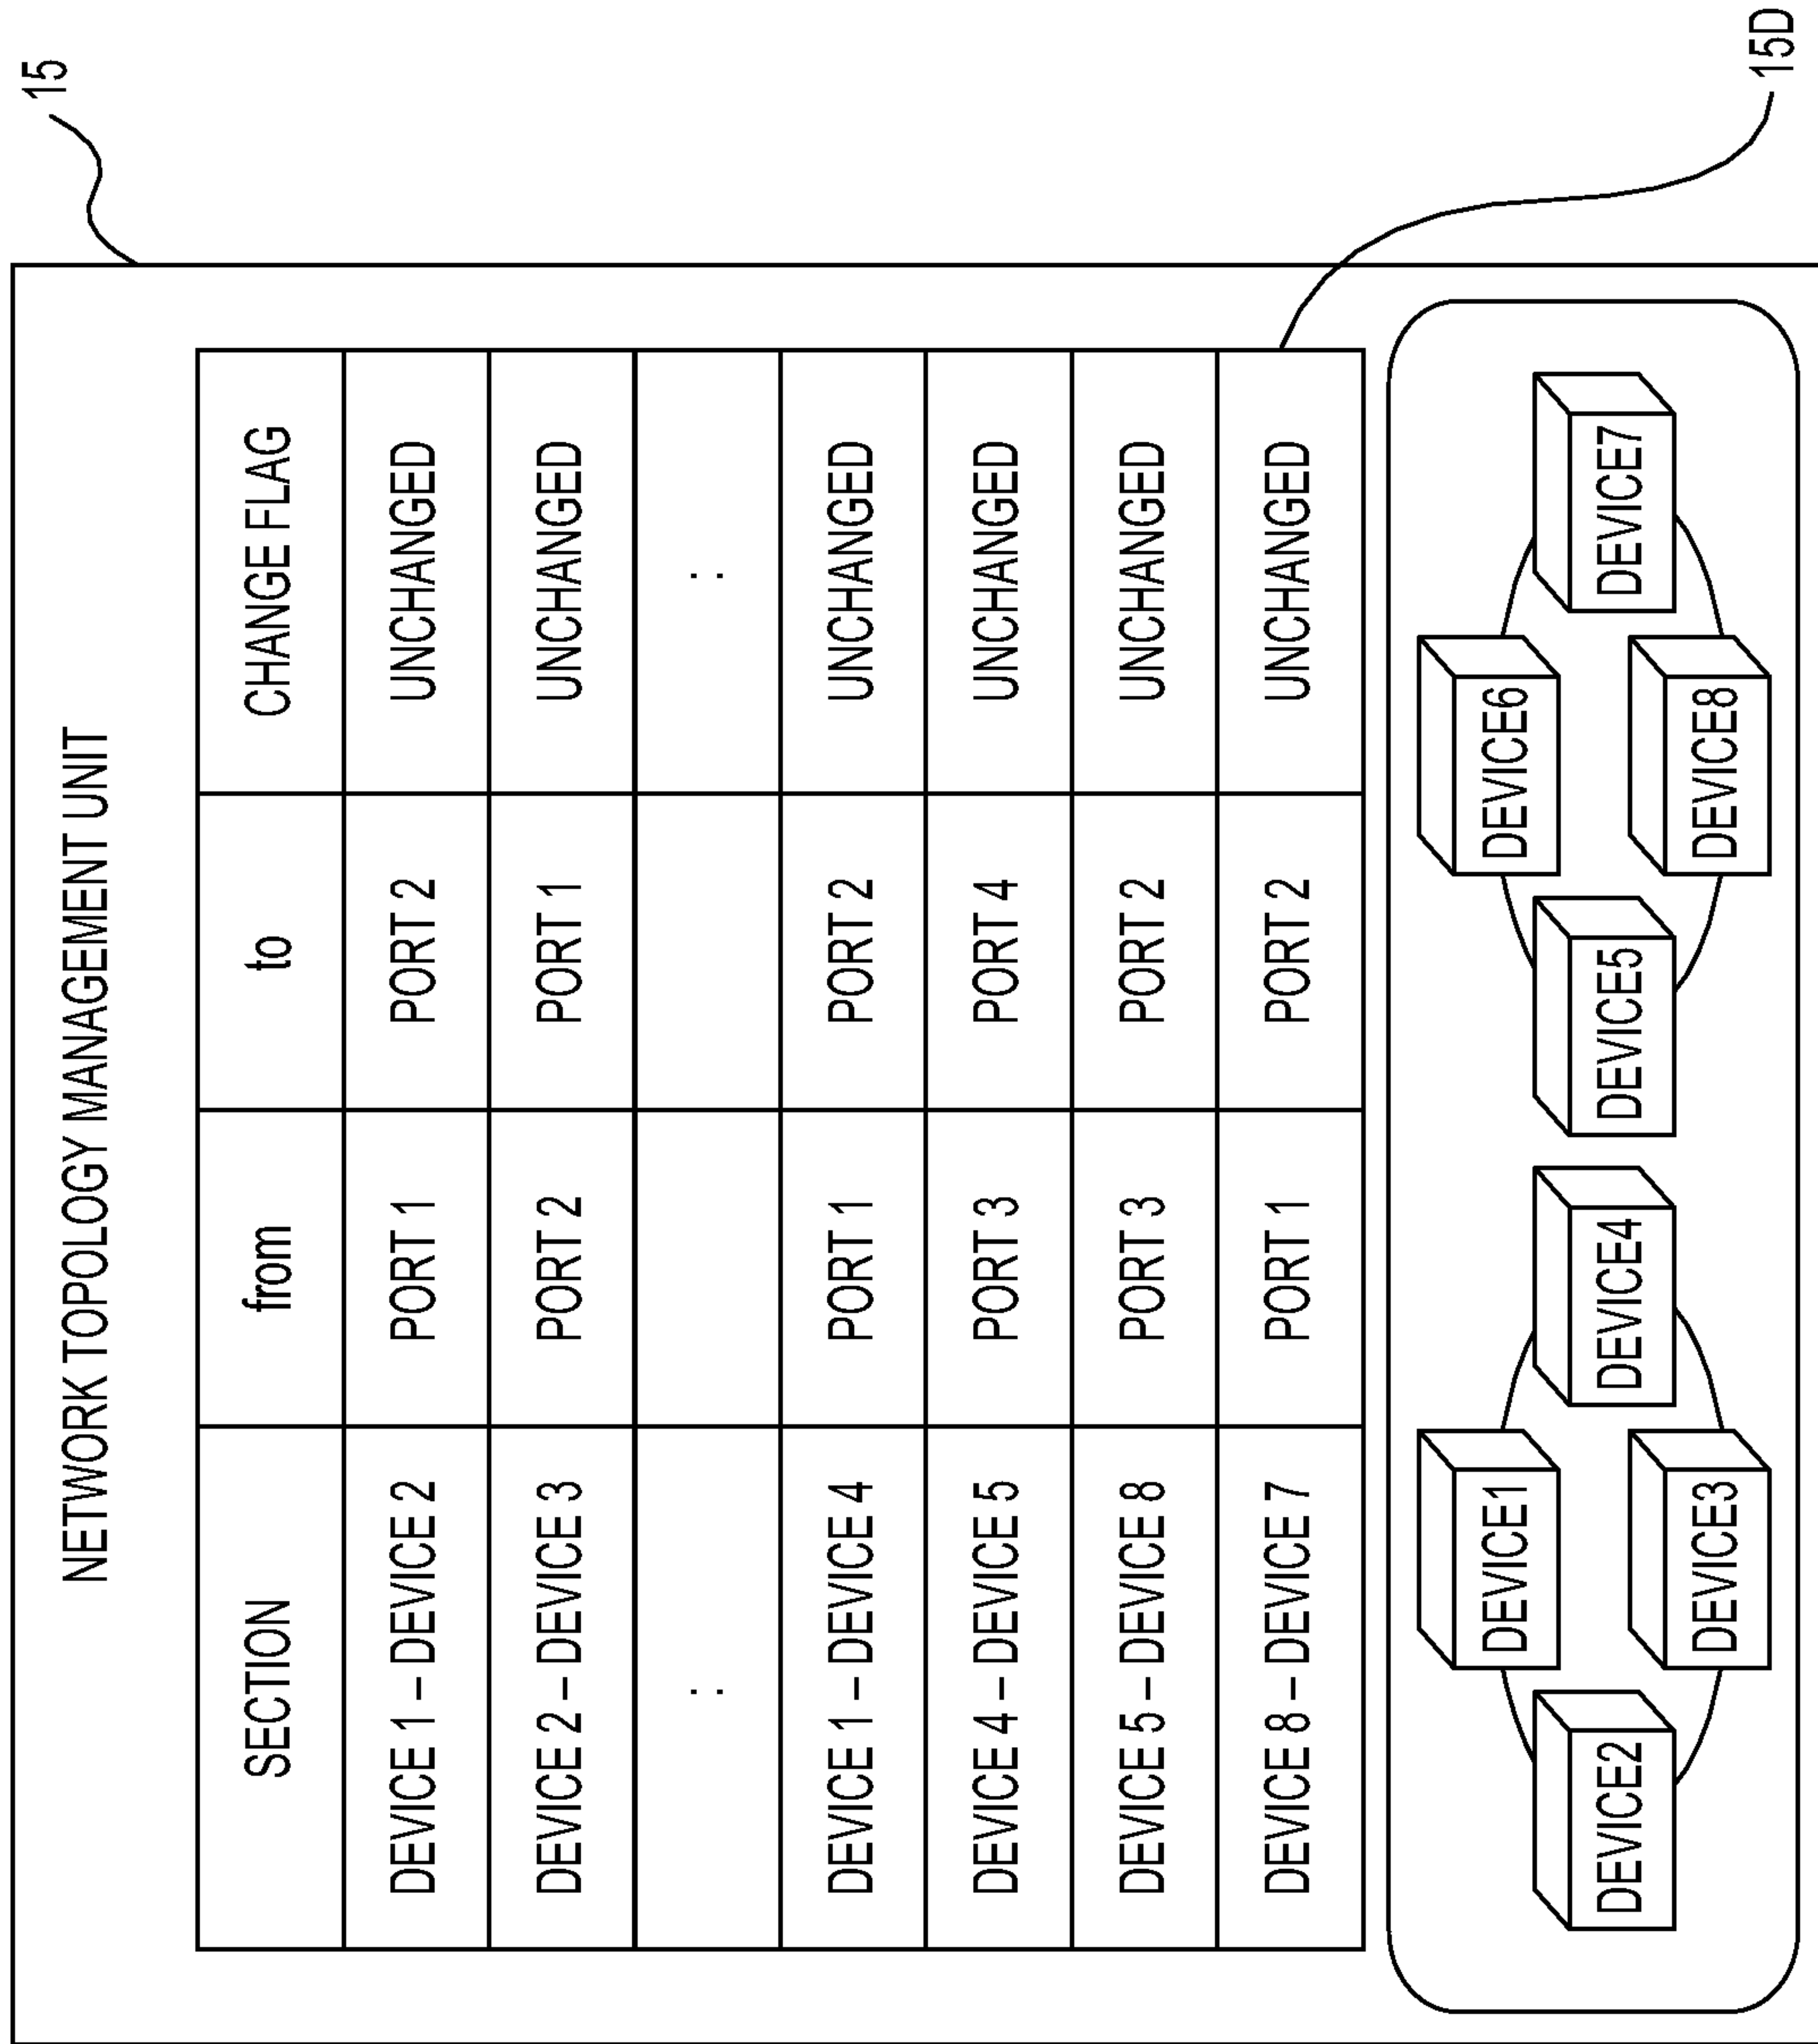 15
NETWORK TOPOLOGY MANAGEMENT UNIT
SECTION from to CHANGE FLAG
DEVICE 1 – DEVICE 2 PORT 1 PORT 2 UNCHANGED
DEVICE 2 – DEVICE 3 PORT 2 PORT 1 UNCHANGED
: :
DEVICE 1 – DEVICE 4 PORT 1 PORT 2 UNCHANGED
DEVICE 4 – DEVICE 5 PORT 3 PORT 4 UNCHANGED
DEVICE 5 – DEVICE 8 PORT 3 PORT 2 UNCHANGED
DEVICE 8 – DEVICE 7 PORT 1 PORT 2 UNCHANGED
15D
DEVICE1 DEVICE6
DEVICE2 DEVICE4 DEVICE5 DEVICE7
DEVICE3 DEVICE8